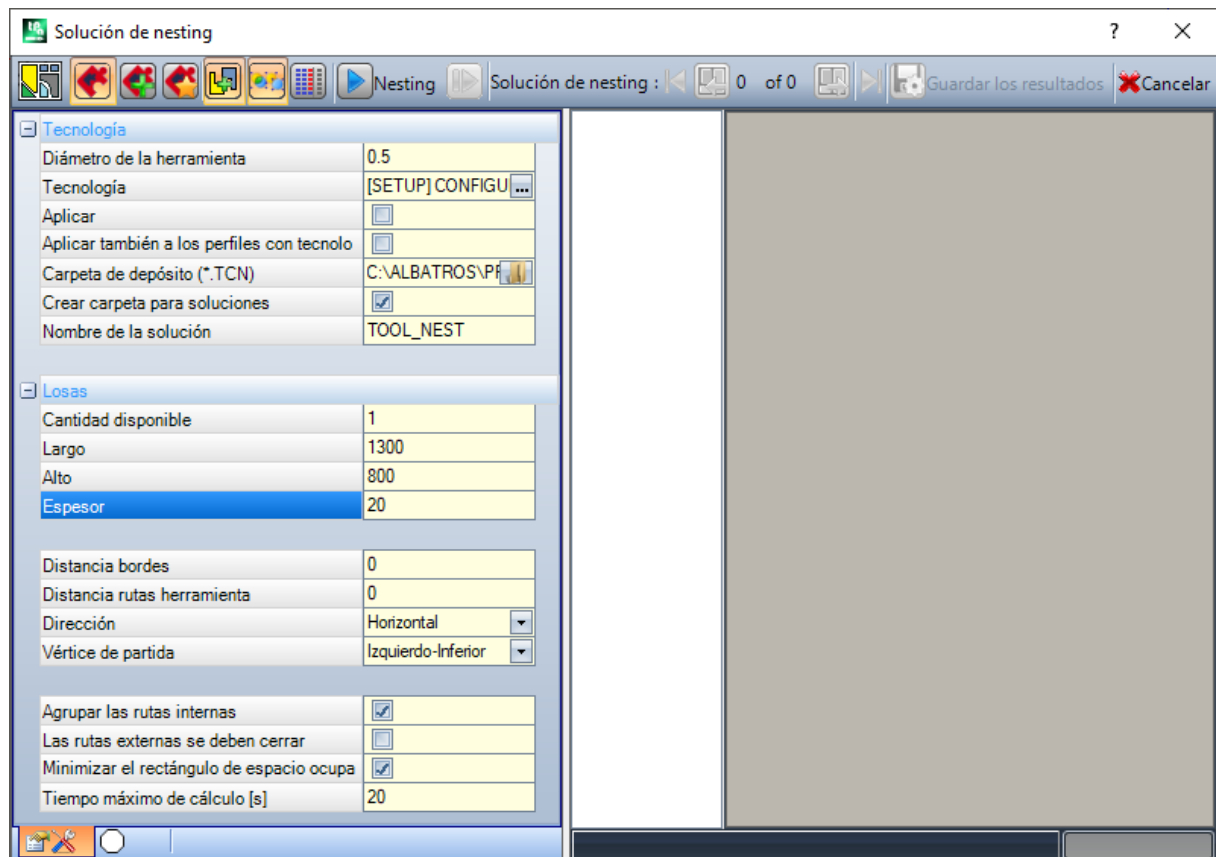 Solución de nesting
?
Nesting Solución de nesting : 0 of 0 Guardar los resultados Cancelar
Tecnología
Diámetro de la herramienta 0.5
Tecnología [SETUP] CONFIGU ...
Aplicar
Aplicar también a los perfiles con tecnolo
Carpeta de depósito (*.TCN) C:\ALBATROS\PR
Crear carpeta para soluciones
Nombre de la solución TOOL_NEST
Losas
Cantidad disponible 1
Largo 1300
Alto 800
Espesor 20
Distancia bordes 0
Distancia rutas herramienta 0
Dirección Horizontal
Vértice de partida Izquierdo-Inferior
Agrupar las rutas internas
Las rutas externas se deben cerrar
Minimizar el rectángulo de espacio ocupa
Tiempo máximo de cálculo [s] 20